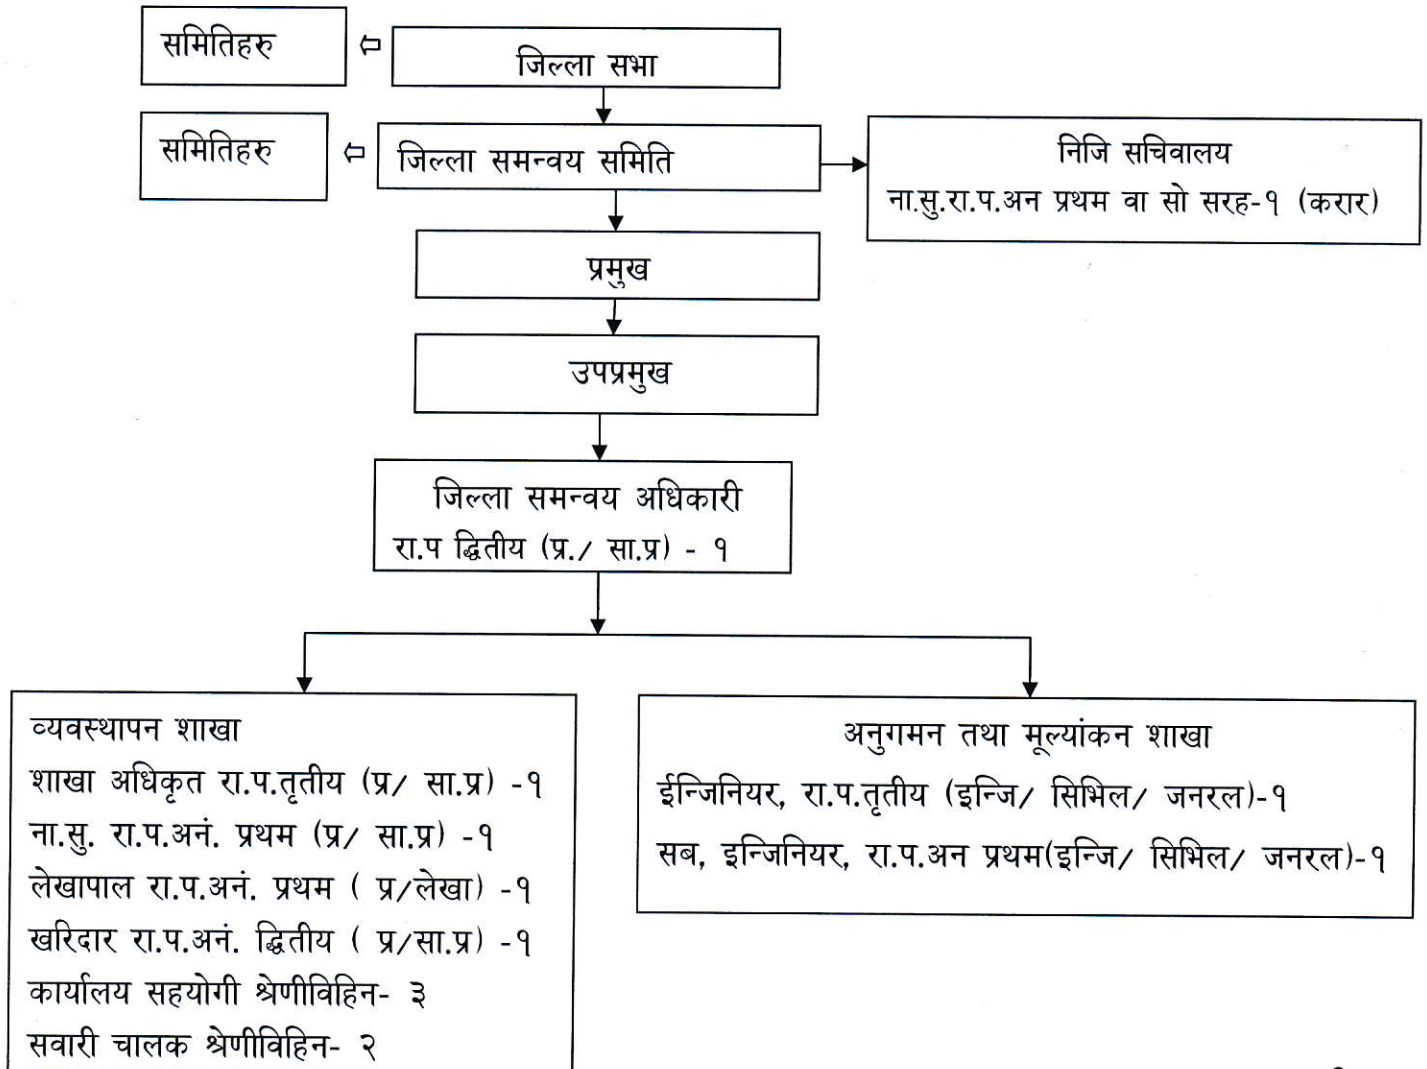 समितिहरु
जिल्ला सभा
समितिहरु
जिल्ला समन्वय समिति
निजि सचिवालय
ना.सु.रा.प.अन प्रथम वा सो सरह-१ (करार)
प्रमुख
उपप्रमुख
जिल्ला समन्वय अधिकारी
रा.प द्धितीय (प्र./ सा.प्र) - १
व्यवस्थापन शाखा
शाखा अधिकृत रा.प.तृतीय (प्र/ सा.प्र) -१
ना.सु. रा.प.अनं. प्रथम (प्र/ सा.प्र) -१
लेखापाल रा.प.अनं. प्रथम ( प्र/लेखा) -१
खरिदार रा.प.अनं. द्धितीय ( प्र/सा.प्र) -१
कार्यालय सहयोगी श्रेणीविहिन- ३
सवारी चालक श्रेणीविहिन- २
अनुगमन तथा मूल्यांकन शाखा
ईन्जिनियर, रा.प.तृतीय (इन्जि/ सिभिल/ जनरल)-१
सब, इन्जिनियर, रा.प.अन प्रथम(इन्जि/ सिभिल/ जनरल)-१